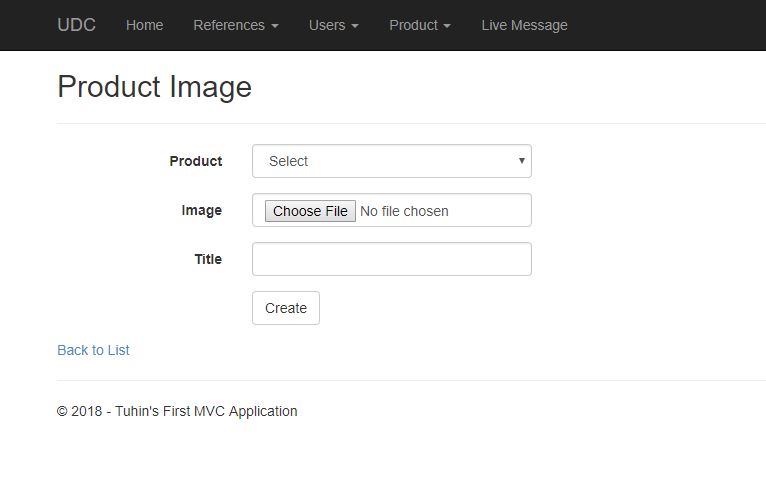 UDC Home References Users Product Live Message
Product Image
Product Select
Image Choose File No file chosen
Title
Create
Back to List
© 2018 - Tuhin's First MVC Application